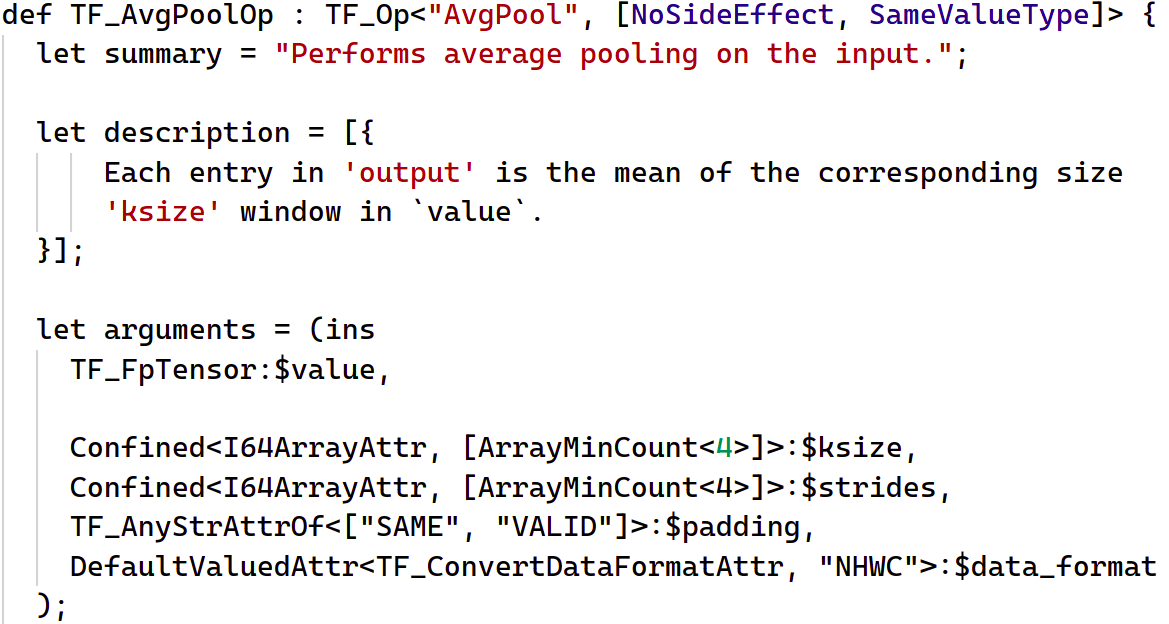 def TF_AvgPoolOp : TF_Op<"AvgPool", [NoSideEffect, SameValueType]> {
  let summary = "Performs average pooling on the input.";

  let description = [{
      Each entry in 'output' is the mean of the corresponding size
      'ksize' window in `value`.
  }];

  let arguments = (ins
    TF_FpTensor:$value,

    Confined<I64ArrayAttr, [ArrayMinCount<4>]>:$ksize,
    Confined<I64ArrayAttr, [ArrayMinCount<4>]>:$strides,
    TF_AnyStrAttrOf<["SAME", "VALID"]>:$padding,
    DefaultValuedAttr<TF_ConvertDataFormatAttr, "NHWC">:$data_format
  );